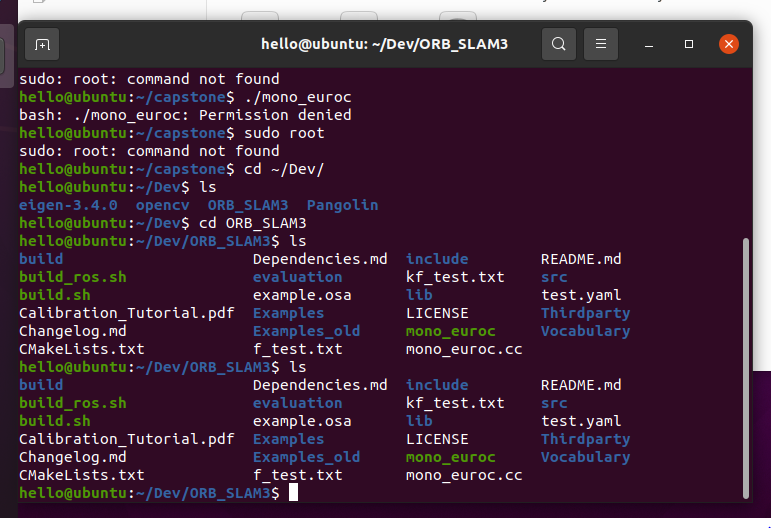 hello@ubuntu: ~/Dev/ORB_SLAM3
sudo: root: command not found
hello@ubuntu:~/capstone$ ./mono_euroc
bash: ./mono_euroc: Permission denied
hello@ubuntu:~/capstone$ sudo root
sudo: root: command not found
hello@ubuntu:~/capstone$ cd ~/Dev/
hello@ubuntu:~/Dev$ ls
eigen-3.4.0  opencv  ORB_SLAM3  Pangolin
hello@ubuntu:~/Dev$ cd ORB_SLAM3
hello@ubuntu:~/Dev/ORB_SLAM3$ ls
build                     Dependencies.md  include        README.md
build_ros.sh              evaluation       kf_test.txt    src
build.sh                  example.osa      lib            test.yaml
Calibration_Tutorial.pdf  Examples         LICENSE        Thirdparty
Changelog.md              Examples_old     mono_euroc     Vocabulary
CMakeLists.txt            f_test.txt       mono_euroc.cc
hello@ubuntu:~/Dev/ORB_SLAM3$ ls
build                     Dependencies.md  include        README.md
build_ros.sh              evaluation       kf_test.txt    src
build.sh                  example.osa      lib            test.yaml
Calibration_Tutorial.pdf  Examples         LICENSE        Thirdparty
Changelog.md              Examples_old     mono_euroc     Vocabulary
CMakeLists.txt            f_test.txt       mono_euroc.cc
hello@ubuntu:~/Dev/ORB_SLAM3$